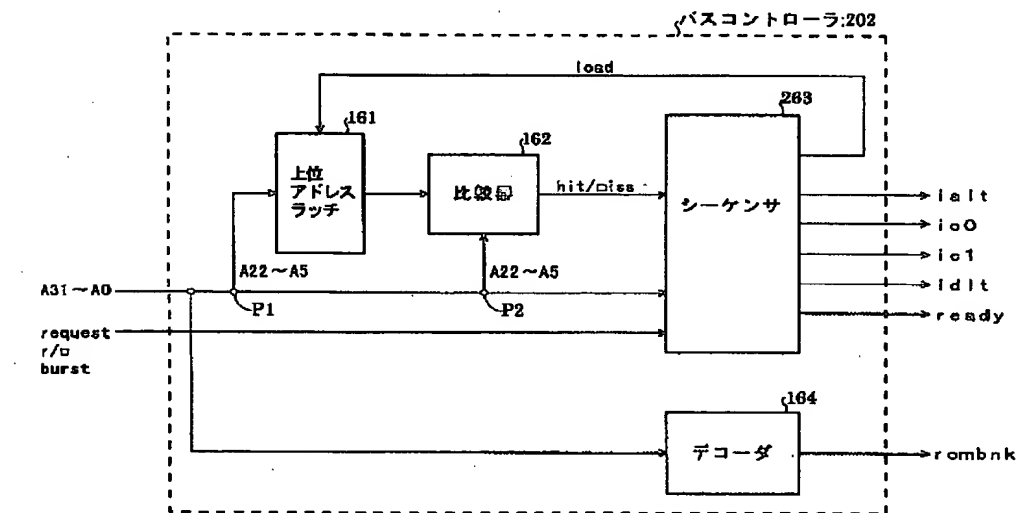 バスコントローラ:202
load
263
161
162
上位
アドレス
ラッチ
比較器
hit/miss
シーケンサ
ialt
ic0
ic1
idlt
ready
A22〜A5
A22〜A5
A31〜A0
P1
P2
request
r/w
burst
164
デコーダ
rombnk